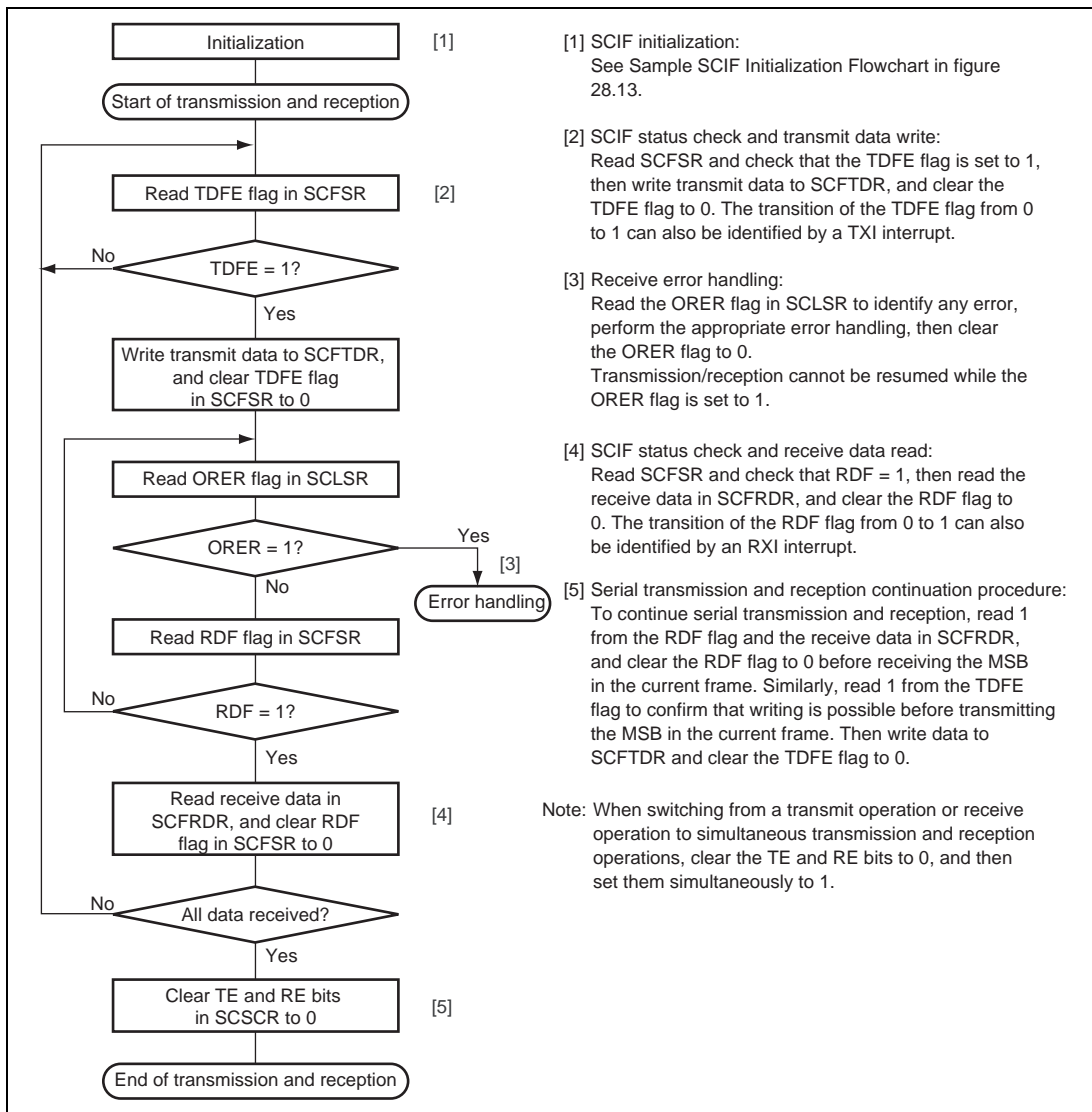 Initialization
[1]
Start of transmission and reception
Read TDFE flag in SCFSR
[2]
No
TDFE = 1?
Yes
Write transmit data to SCFTDR,
and clear TDFE flag
in SCFSR to 0
Read ORER flag in SCLSR
ORER = 1?
Yes
[3]
No
Error handling
Read RDF flag in SCFSR
No
RDF = 1?
Yes
Read receive data in
SCFRDR, and clear RDF
flag in SCFSR to 0
[4]
No
All data received?
Yes
Clear TE and RE bits
in SCSCR to 0
[5]
End of transmission and reception
[1] SCIF initialization:
See Sample SCIF Initialization Flowchart in figure
28.13.
[2] SCIF status check and transmit data write:
Read SCFSR and check that the TDFE flag is set to 1,
then write transmit data to SCFTDR, and clear the
TDFE flag to 0. The transition of the TDFE flag from 0
to 1 can also be identified by a TXI interrupt.
[3] Receive error handling:
Read the ORER flag in SCLSR to identify any error,
perform the appropriate error handling, then clear
the ORER flag to 0.
Transmission/reception cannot be resumed while the
ORER flag is set to 1.
[4] SCIF status check and receive data read:
Read SCFSR and check that RDF = 1, then read the
receive data in SCFRDR, and clear the RDF flag to
0. The transition of the RDF flag from 0 to 1 can also
be identified by an RXI interrupt.
[5] Serial transmission and reception continuation procedure:
To continue serial transmission and reception, read 1
from the RDF flag and the receive data in SCFRDR,
and clear the RDF flag to 0 before receiving the MSB
in the current frame. Similarly, read 1 from the TDFE
flag to confirm that writing is possible before transmitting
the MSB in the current frame. Then write data to
SCFTDR and clear the TDFE flag to 0.
Note: When switching from a transmit operation or receive
operation to simultaneous transmission and reception
operations, clear the TE and RE bits to 0, and then
set them simultaneously to 1.